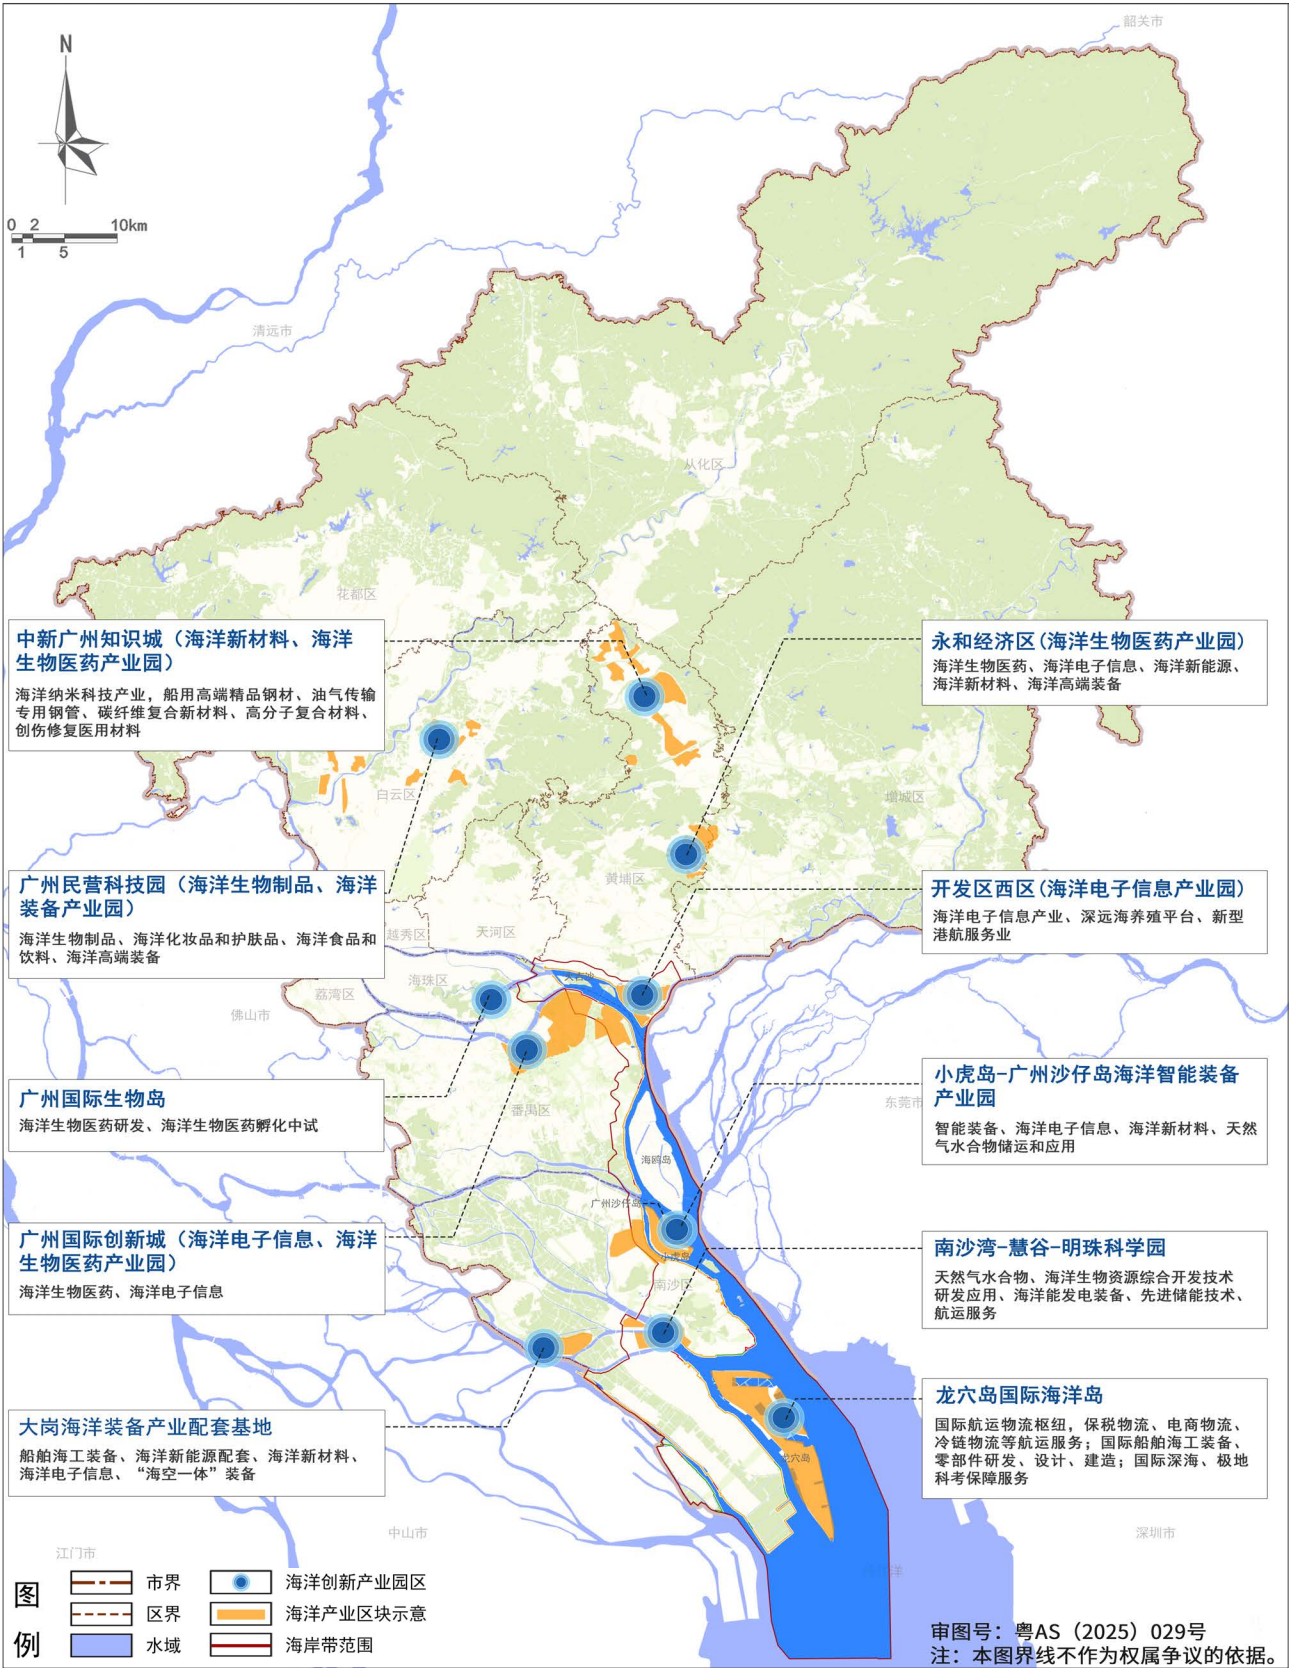 韶关市
N
0 2 10km
1 5
清远市
从化区
花都区
中新广州知识城（海洋新材料、海洋
生物医药产业园）
海洋纳米科技产业，船用高端精品钢材、油气传输
专用钢管、碳纤维复合新材料、高分子复合材料、
创伤修复医用材料
永和经济区(海洋生物医药产业园)
海洋生物医药、海洋电子信息、海洋新能源、
海洋新材料、海洋高端装备
白云区
增城区
黄埔区
广州民营科技园（海洋生物制品、海洋
装备产业园）
海洋生物制品、海洋化妆品和护肤品、海洋食品和
饮料、海洋高端装备
开发区西区(海洋电子信息产业园)
海洋电子信息产业、深远海养殖平台、新型
港航服务业
越秀区
天河区
海珠区
荔湾区
佛山市
广州国际生物岛
海洋生物医药研发、海洋生物医药孵化中试
番禺区
东莞市
小虎岛-广州沙仔岛海洋智能装备
产业园
智能装备、海洋电子信息、海洋新材料、天然
气水合物储运和应用
海鸥岛
广州沙仔岛
小虎岛
南沙区
广州国际创新城（海洋电子信息、海洋
生物医药产业园）
海洋生物医药、海洋电子信息
南沙湾-慧谷-明珠科学园
天然气水合物、海洋生物资源综合开发技术
研发应用、海洋能发电装备、先进储能技术、
航运服务
大岗海洋装备产业配套基地
船舶海工装备、海洋新能源配套、海洋新材料、
海洋电子信息、“海空一体”装备
龙穴岛国际海洋岛
国际航运物流枢纽，保税物流、电商物流、
冷链物流等航运服务；国际船舶海工装备、
零部件研发、设计、建造；国际深海、极地
科考保障服务
龙穴岛
中山市
深圳市
江门市
图例
市界
海洋创新产业园区
区界
海洋产业区块示意
水域
海岸带范围
审图号：粤AS（2025）029号
注：本图界线不作为权属争议的依据。